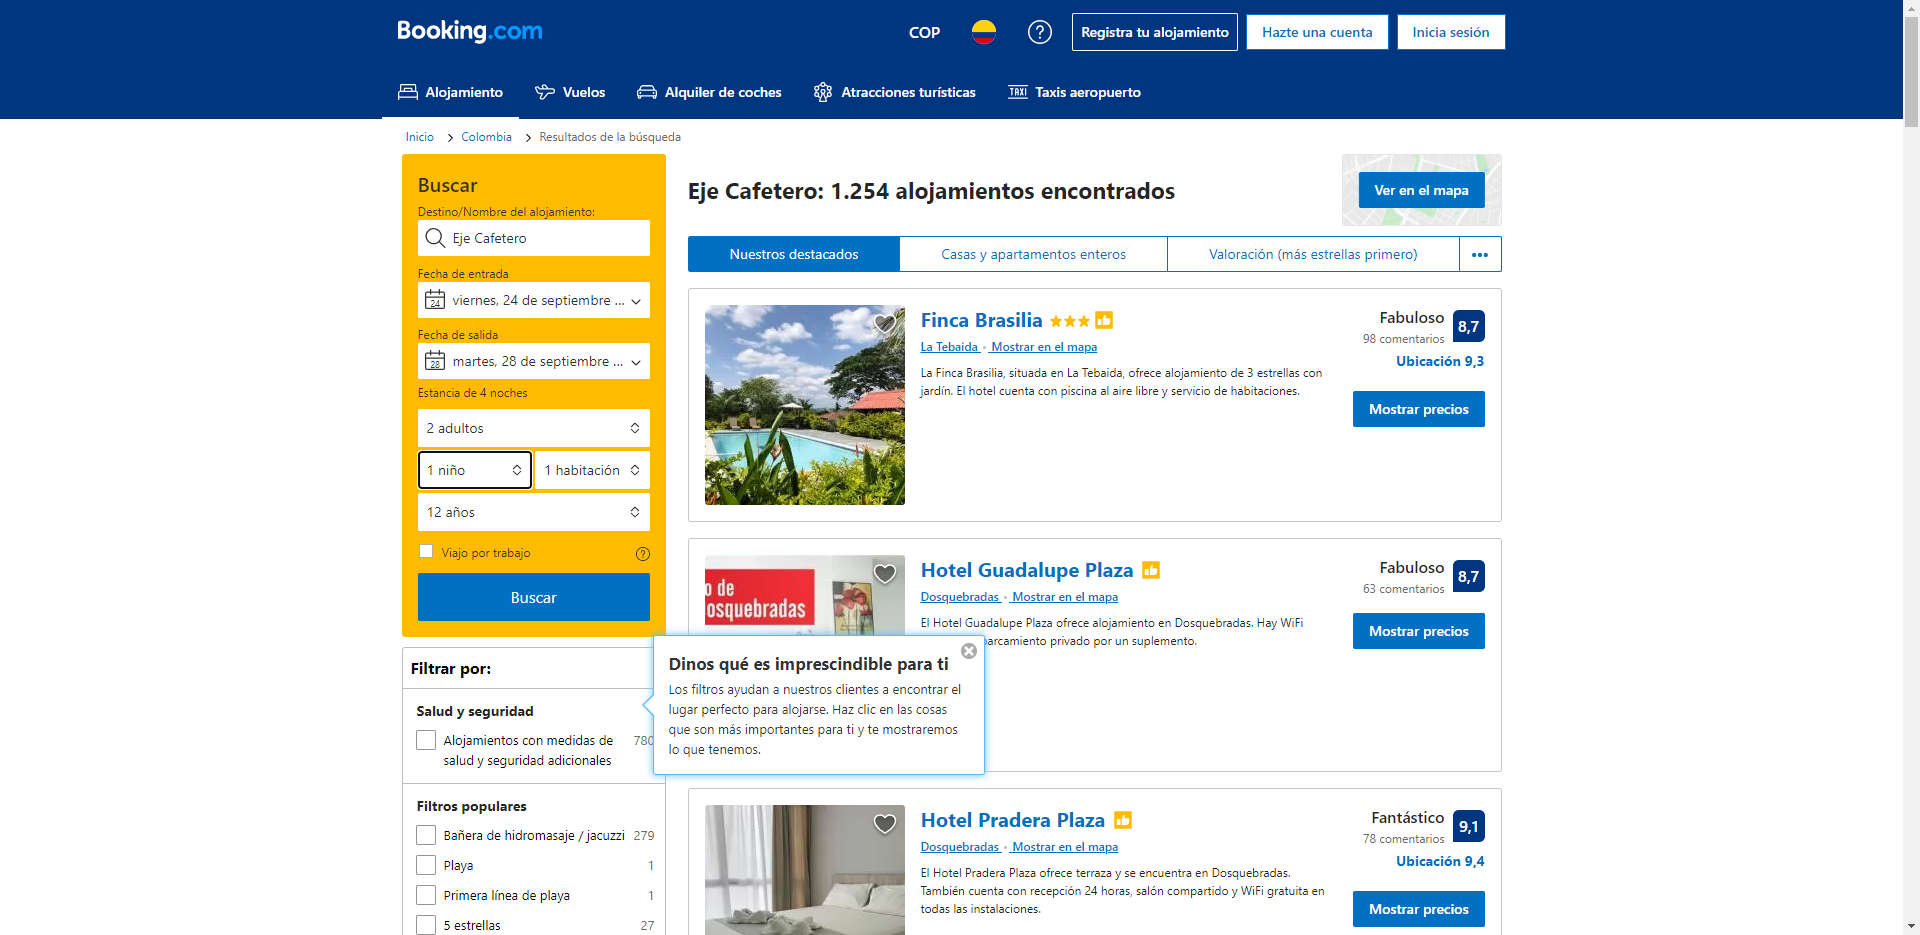 Booking.com
COP
Registra tu alojamiento
Hazte una cuenta
Inicia sesión
Alojamiento
Vuelos
Alquiler de coches
Atracciones turísticas
TAXI
Taxis aeropuerto
Inicio
Colombia
Resultados de la búsqueda
Buscar
Destino/Nombre del alojamiento:
Eje Cafetero
Fecha de entrada
24
viernes, 24 de septiembre ...
Fecha de salida
28
martes, 28 de septiembre ...
Estancia de 4 noches
2 adultos
1 niño
1 habitación
12 años
Viajo por trabajo
Buscar
Filtrar por:
Salud y seguridad
Alojamientos con medidas de
salud y seguridad adicionales
780
Filtros populares
Bañera de hidromasaje / jacuzzi 279
Playa 1
Primera línea de playa 1
5 estrellas 27
Eje Cafetero: 1.254 alojamientos encontrados
Ver en el mapa
Nuestros destacados
Casas y apartamentos enteros
Valoración (más estrellas primero)
Finca Brasilia
La Tebaida • Mostrar en el mapa
La Finca Brasilia, situada en La Tebaida, ofrece alojamiento de 3 estrellas con
jardín. El hotel cuenta con piscina al aire libre y servicio de habitaciones.
Fabuloso
98 comentarios
8,7
Ubicación 9,3
Mostrar precios
o de
osquebradas
Hotel Guadalupe Plaza
Dosquebradas • Mostrar en el mapa
El Hotel Guadalupe Plaza ofrece alojamiento en Dosquebradas. Hay WiFi
arcamiento privado por un suplemento.
Fabuloso
63 comentarios
8,7
Mostrar precios
Dinos qué es imprescindible para ti
Los filtros ayudan a nuestros clientes a encontrar el
lugar perfecto para alojarse. Haz clic en las cosas
que son más importantes para ti y te mostraremos
lo que tenemos.
Hotel Pradera Plaza
Dosquebradas • Mostrar en el mapa
El Hotel Pradera Plaza ofrece terraza y se encuentra en Dosquebradas.
También cuenta con recepción 24 horas, salón compartido y WiFi gratuita en
todas las instalaciones.
Fantástico
78 comentarios
9,1
Ubicación 9,4
Mostrar precios